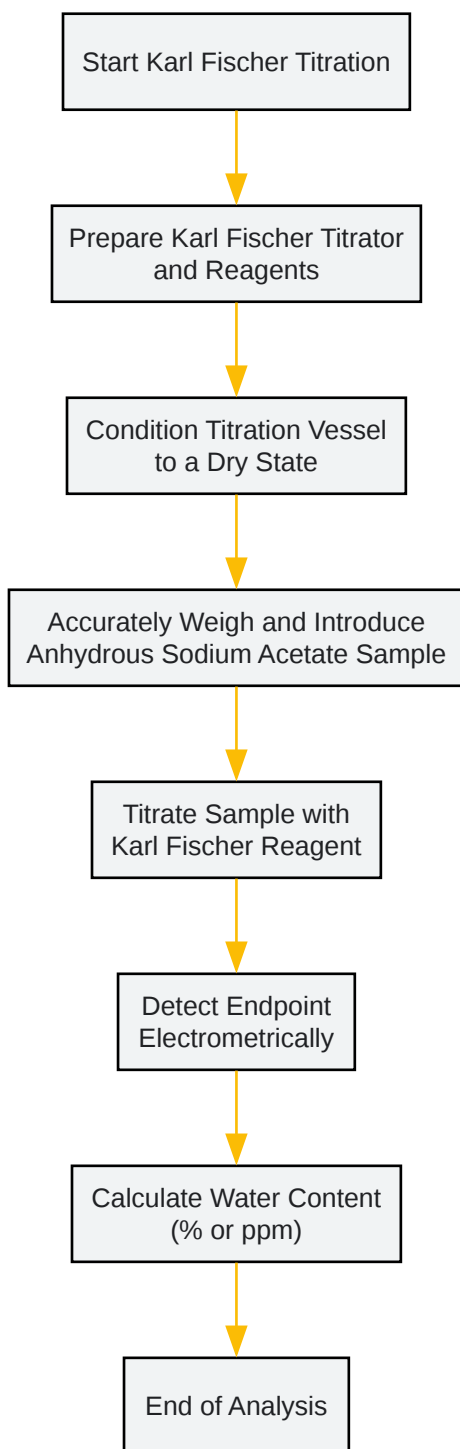 Start Karl Fischer Titration
Prepare Karl Fischer Titrator
and Reagents
Condition Titration Vessel
to a Dry State
Accurately Weigh and Introduce
Anhydrous Sodium Acetate Sample
Titrate Sample with
Karl Fischer Reagent
Detect Endpoint
Electrometrically
Calculate Water Content
(% or ppm)
End of Analysis